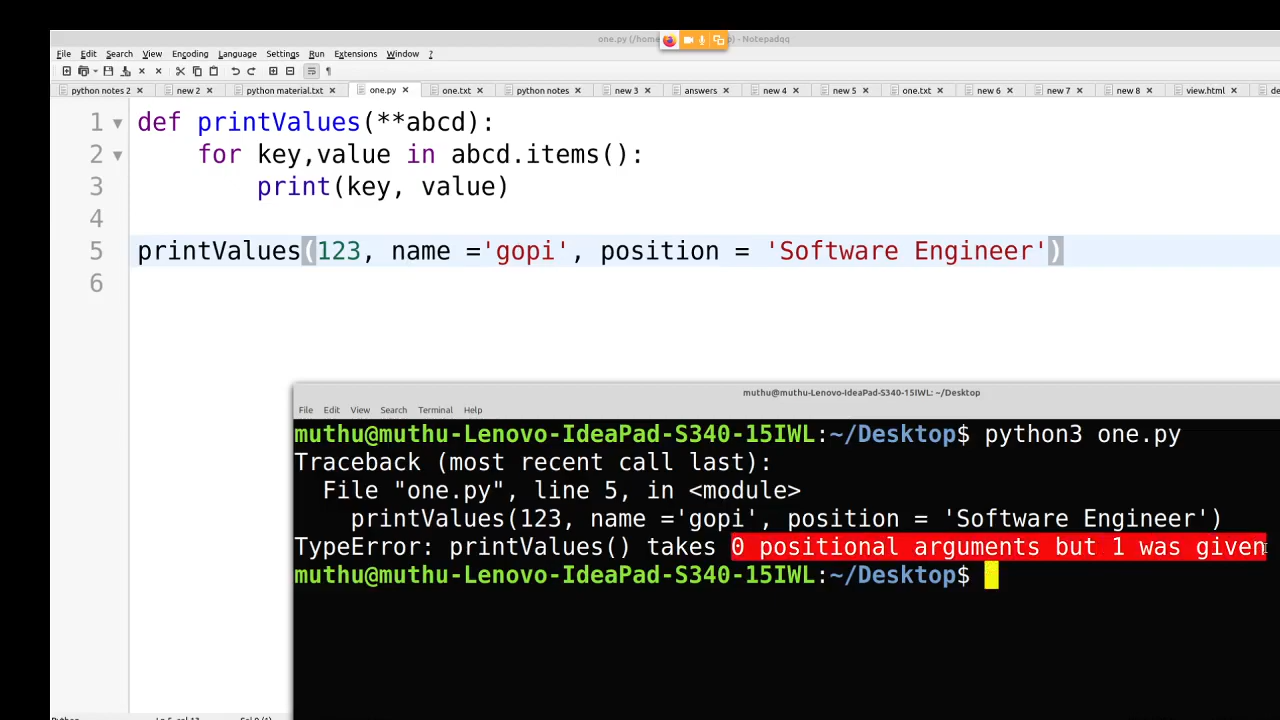 one.py (/home p) - Notepadqq
File Edit Search View Encoding Language Settings Run Extensions Window ?
python notes 2 new 2 python material.txt one.py one.txt python notes new 3 answers new 4 new 5 one.txt new 6 new 7 new 8 view.html de
1 def printValues(**abcd):
2 for key,value in abcd.items():
3 print(key, value)
4
5 printValues(123, name ='gopi', position = 'Software Engineer')
6
muthu@muthu-Lenovo-IdeaPad-S340-15IWL: ~/Desktop
File Edit View Search Terminal Help
muthu@muthu-Lenovo-IdeaPad-S340-15IWL:~/Desktop$ python3 one.py
Traceback (most recent call last):
File "one.py", line 5, in <module>
printValues(123, name ='gopi', position = 'Software Engineer')
TypeError: printValues() takes 0 positional arguments but 1 was given
muthu@muthu-Lenovo-IdeaPad-S340-15IWL:~/Desktop$